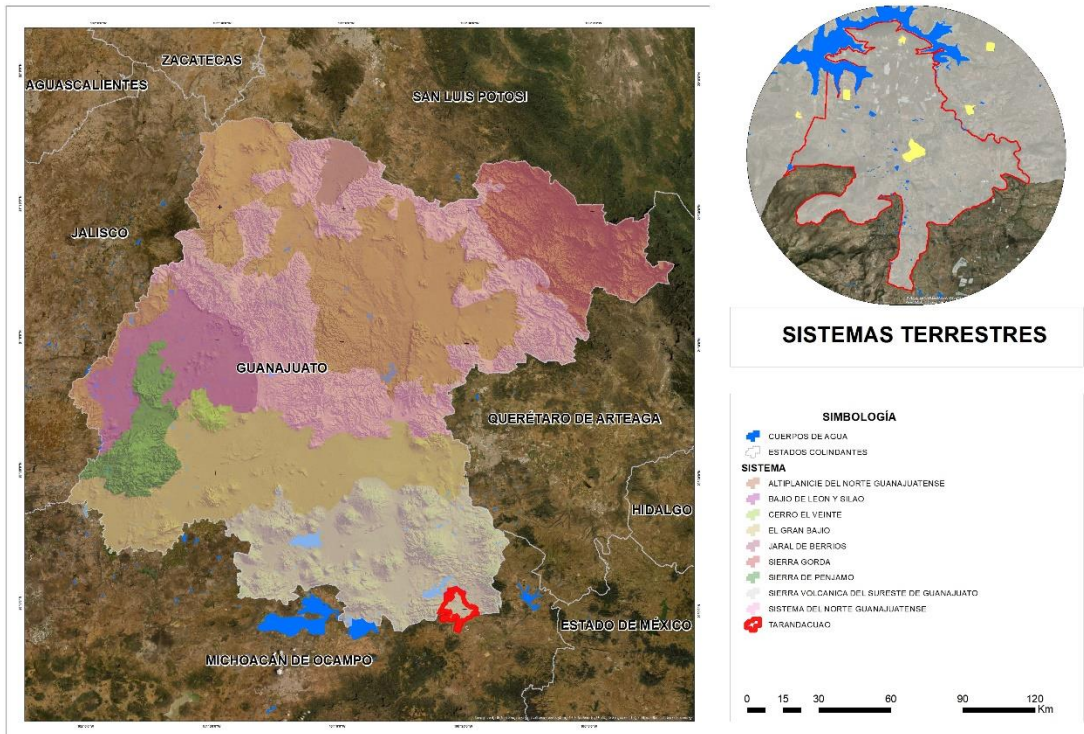 ZACATECAS
AGUASCALIENTES
SAN LUIS POTOSI
JALISCO
GUANAJUATO
QUERÉTARO DE ARTEAGA
HIDALGO
ESTADO DE MÉXICO
MICHOACÁN DE OCAMPO
SISTEMAS TERRESTRES
SIMBOLOGÍA
CUERPOS DE AGUA
ESTADOS COLINDANTES
SISTEMA
ALTIPLANICIE DEL NORTE GUANAJUATENSE
BAJIO DE LEON Y SILAO
CERRO EL VEINTE
EL GRAN BAJIO
JARAL DE BERRIOS
SIERRA GORDA
SIERRA DE PENJAMO
SIERRA VOLCANICA DEL SURESTE DE GUANAJUATO
SISTEMA DEL NORTE GUANAJUATENSE
TARANDACUAO
0 15 30 60 90 120
Km